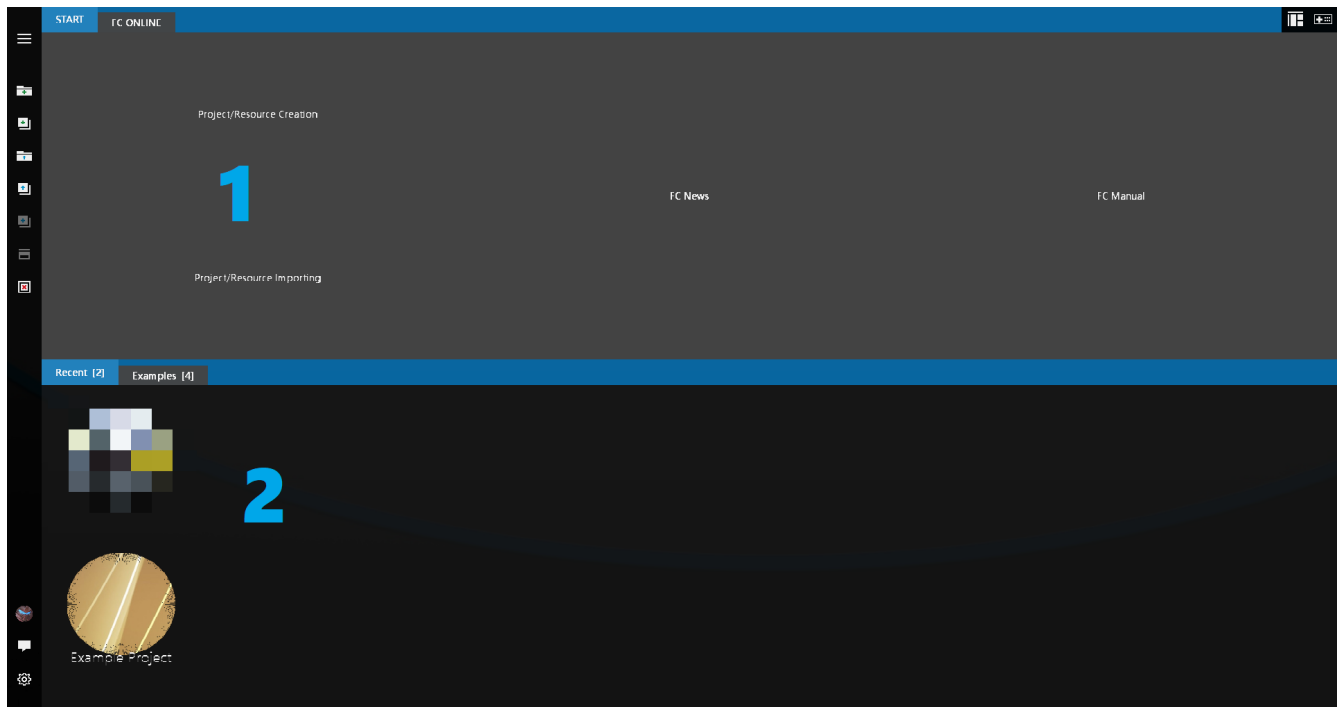 START
FC ONLINE
Project/Resource Creation
1
FC News
FC Manual
Project/Resource Importing
Recent [2]
Examples [4]
2
Example Project